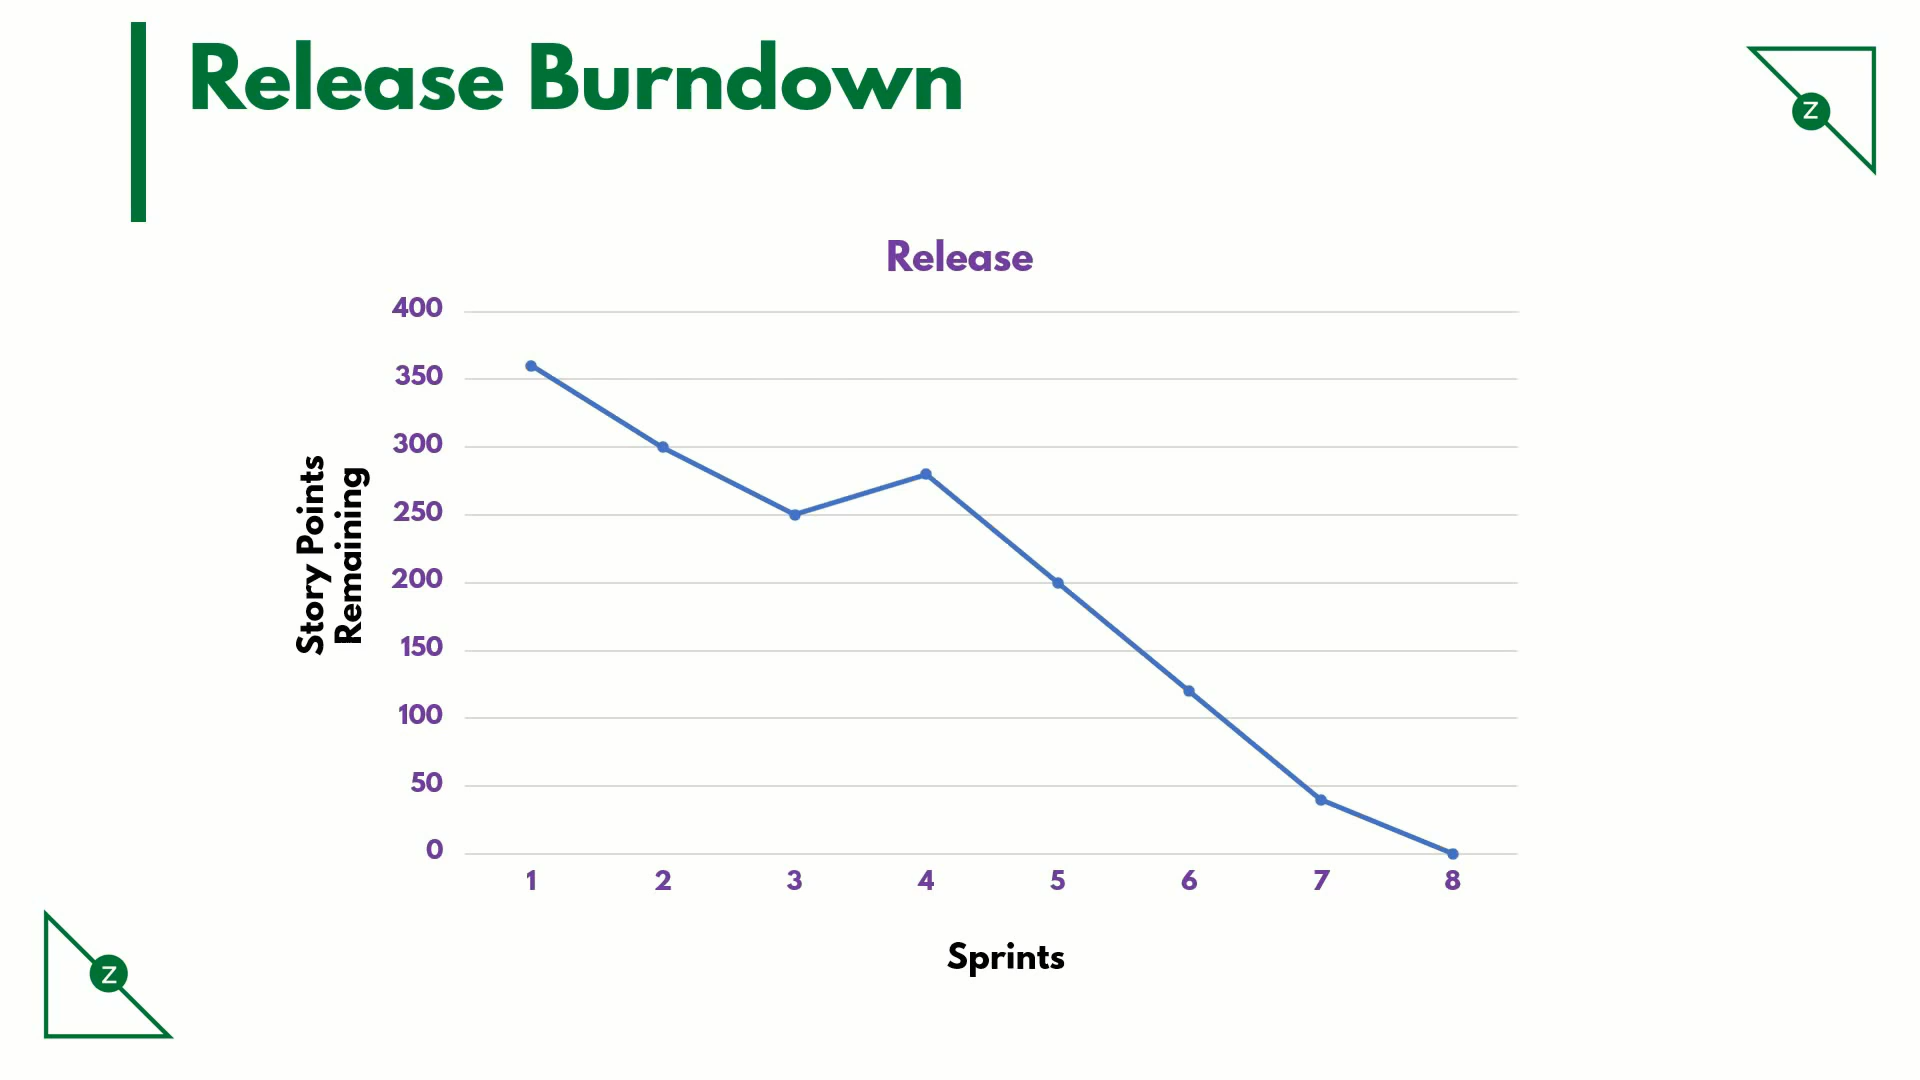 Release Burndown
Z
Release
400
350
300
250
200
150
100
50
0
Story Points
Remaining
1 2 3 4 5 6 7 8
Sprints
Z